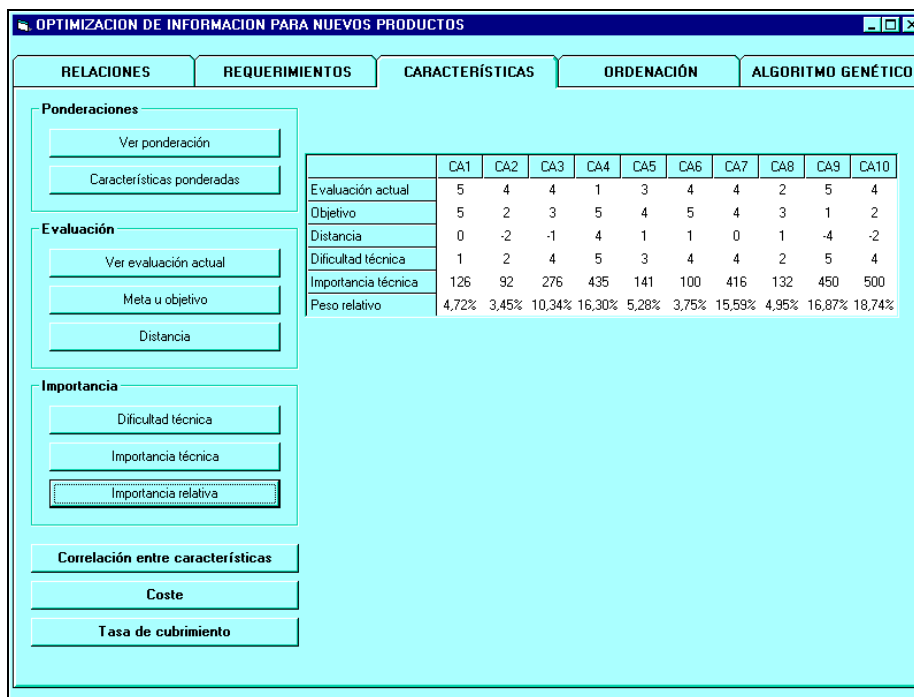 OPTIMIZACION DE INFORMACION PARA NUEVOS PRODUCTOS
RELACIONES REQUERIMIENTOS CARACTERÍSTICAS ORDENACIÓN ALGORITMO GENÉTICO
Ponderaciones
Ver ponderación
Características ponderadas
Evaluación
Ver evaluación actual
Meta u objetivo
Distancia
Importancia
Dificultad técnica
Importancia técnica
Importancia relativa
Correlación entre características
Coste
Tasa de cubrimiento
CA1 CA2 CA3 CA4 CA5 CA6 CA7 CA8 CA9 CA10
Evaluación actual 5 4 4 1 3 4 4 2 5 4
Objetivo 5 2 3 5 4 5 4 3 1 2
Distancia 0 -2 -1 4 1 1 0 1 -4 -2
Dificultad técnica 1 2 4 5 3 4 4 2 5 4
Importancia técnica 126 92 276 435 141 100 416 132 450 500
Peso relativo 4,72% 3,45% 10,34% 16,30% 5,28% 3,75% 15,59% 4,95% 16,87% 18,74%